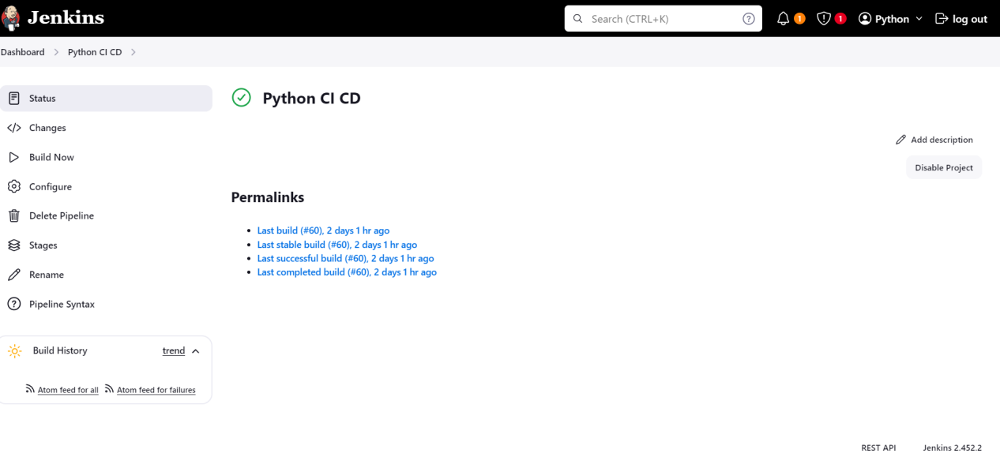 Jenkins
Search (CTRL+K)
?
1
1
Python
log out
Dashboard
Python CI CD
Status
Changes
Build Now
Configure
Delete Pipeline
Stages
Rename
Pipeline Syntax
Build History
trend
Atom feed for all
Atom feed for failures
Python CI CD
Add description
Disable Project
Permalinks
Last build (#60), 2 days 1 hr ago
Last stable build (#60), 2 days 1 hr ago
Last successful build (#60), 2 days 1 hr ago
Last completed build (#60), 2 days 1 hr ago
REST API
Jenkins 2.452.2